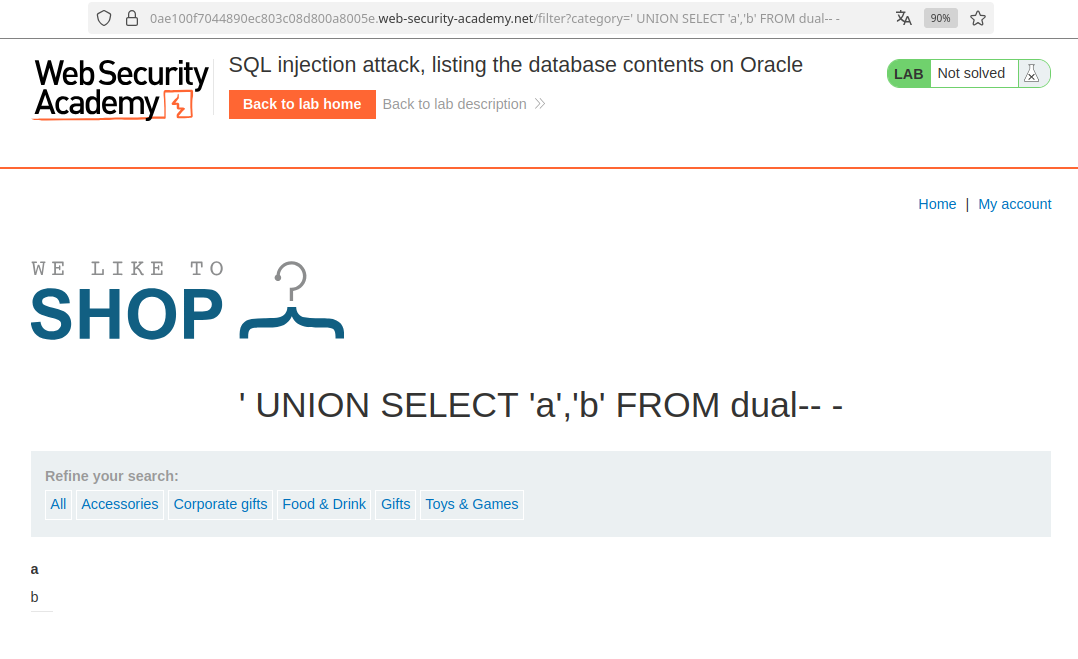 0ae100f7044890ec803c08d800a8005e.web-security-academy.net/filter?category=' UNION SELECT 'a','b' FROM dual-- -
90%
Web Security
Academy
SQL injection attack, listing the database contents on Oracle
Back to lab home
Back to lab description
LAB
Not solved
Home | My account
WE LIKE TO
SHOP
' UNION SELECT 'a','b' FROM dual-- -
Refine your search:
All
Accessories
Corporate gifts
Food & Drink
Gifts
Toys & Games
a
b